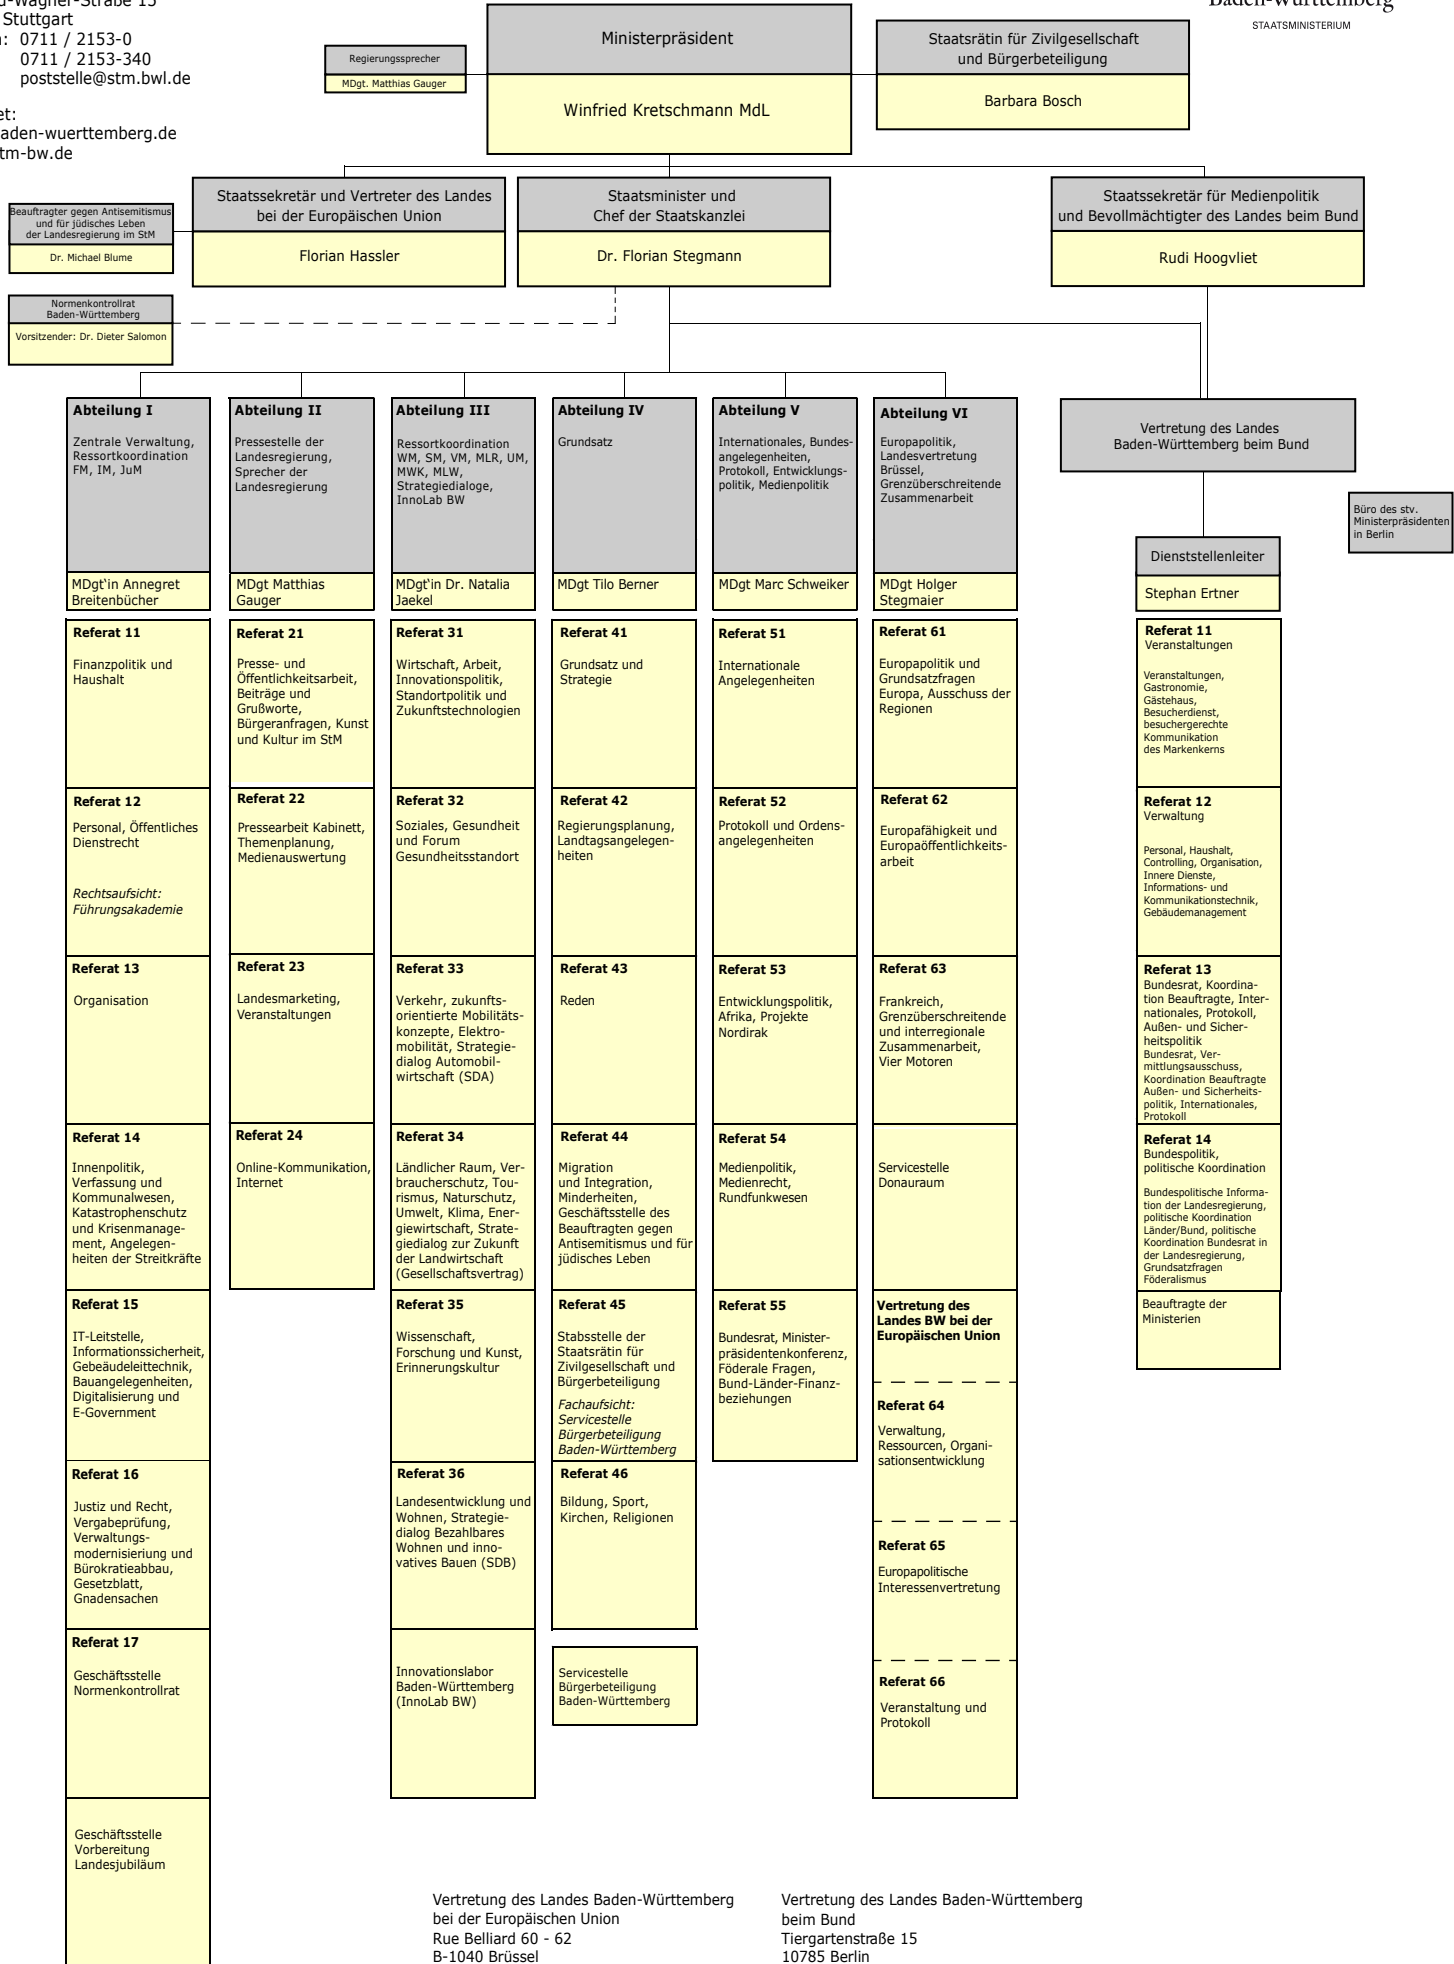 Stuttgart
0711 / 2153-0
0711 / 2153-340
poststelle@stm.bwl.de
Baden-Württemberg
STAATSMINISTERIUM
Ministerpräsident
Winfried Kretschmann MdL
Regierungssprecher
MDgt. Matthias Gauger
Staatsrätin für Zivilgesellschaft
und Bürgerbeteiligung
Barbara Bosch
Staatssekretär und Vertreter des Landes
bei der Europäischen Union
Florian Hassler
Staatsminister und
Chef der Staatskanzlei
Dr. Florian Stegmann
Staatssekretär für Medienpolitik
und Bevollmächtigter des Landes beim Bund
Rudi Hoogvliet
Beauftragter gegen Antisemitismus
und für jüdisches Leben
der Landesregierung im StM
Dr. Michael Blume
Normenkontrollrat
Baden-Württemberg
Vorsitzender: Dr. Dieter Salomon
Abteilung I
Zentrale Verwaltung,
Ressortkoordination
FM, IM, JuM
MDgt‘in Annegret
Breitenbücher
Referat 11
Finanzpolitik und
Haushalt
Referat 12
Personal, Öffentliches
Dienstrecht
Rechtsaufsicht:
Führungsakademie
Referat 13
Organisation
Referat 14
Innenpolitik,
Verfassung und
Kommunalwesen,
Katastrophenschutz
und Krisenmanage-
ment, Angelegen-
heiten der Streitkräfte
Referat 15
IT-Leitstelle,
Informationssicherheit,
Gebeäudeleittechnik,
Bauangelegenheiten,
Digitalisierung und
E-Government
Referat 16
Justiz und Recht,
Vergabeprüfung,
Verwaltungs-
modernisieriung und
Bürokratieabbau,
Gesetzblatt,
Gnadensachen
Referat 17
Geschäftsstelle
Normenkontrollrat
Geschäftsstelle
Vorbereitung
Landesjubiläum
Abteilung II
Pressestelle der
Landesregierung,
Sprecher der
Landesregierung
MDgt Matthias
Gauger
Referat 21
Presse- und
Öffentlichkeitsarbeit,
Beiträge und
Grußworte,
Bürgeranfragen, Kunst
und Kultur im StM
Referat 22
Pressearbeit Kabinett,
Themenplanung,
Medienauswertung
Referat 23
Landesmarketing,
Veranstaltungen
Referat 24
Online-Kommunikation,
Internet
Abteilung III
Ressortkoordination
WM, SM, VM, MLR, UM,
MWK, MLW,
Strategiedialoge,
InnoLab BW
MDgt‘in Dr. Natalia
Jaekel
Referat 31
Wirtschaft, Arbeit,
Innovationspolitik,
Standortpolitik und
Zukunftstechnologien
Referat 32
Soziales, Gesundheit
und Forum
Gesundheitsstandort
Referat 33
Verkehr, zukunfts-
orientierte Mobilitäts-
konzepte, Elektro-
mobilität, Strategie-
dialog Automobil-
wirtschaft (SDA)
Referat 34
Ländlicher Raum, Ver-
braucherschutz, Tou-
rismus, Naturschutz,
Umwelt, Klima, Ener-
giewirtschaft, Strate-
giedialog zur Zukunft
der Landwirtschaft
(Gesellschaftsvertrag)
Referat 35
Wissenschaft,
Forschung und Kunst,
Erinnerungskultur
Referat 36
Landesentwicklung und
Wohnen, Strategie-
dialog Bezahlbares
Wohnen und inno-
vatives Bauen (SDB)
Innovationslabor
Baden-Württemberg
(InnoLab BW)
Abteilung IV
Grundsatz
MDgt Tilo Berner
Referat 41
Grundsatz und
Strategie
Referat 42
Regierungsplanung,
Landtagsangelegen-
heiten
Referat 43
Reden
Referat 44
Migration
und Integration,
Minderheiten,
Geschäftsstelle des
Beauftragten gegen
Antisemitismus und für
jüdisches Leben
Referat 45
Stabsstelle der
Staatsrätin für
Zivilgesellschaft und
Bürgerbeteiligung
Fachaufsicht:
Servicestelle
Bürgerbeteiligung
Baden-Württemberg
Referat 46
Bildung, Sport,
Kirchen, Religionen
Servicestelle
Bürgerbeteiligung
Baden-Württemberg
Abteilung V
Internationales, Bundes-
angelegenheiten,
Protokoll, Entwicklungs-
politik, Medienpolitik
MDgt Marc Schweiker
Referat 51
Internationale
Angelegenheiten
Referat 52
Protokoll und Ordens-
angelegenheiten
Referat 53
Entwicklungspolitik,
Afrika, Projekte
Nordirak
Referat 54
Medienpolitik,
Medienrecht,
Rundfunkwesen
Referat 55
Bundesrat, Minister-
präsidentenkonferenz,
Föderale Fragen,
Bund-Länder-Finanz-
beziehungen
Abteilung VI
Europapolitik,
Landesvertretung
Brüssel,
Grenzüberschreitende
Zusammenarbeit
MDgt Holger
Stegmaier
Referat 61
Europapolitik und
Grundsatzfragen
Europa, Ausschuss der
Regionen
Referat 62
Europafähigkeit und
Europaöffentlichkeits-
arbeit
Referat 63
Frankreich,
Grenzüberschreitende
und interregionale
Zusammenarbeit,
Vier Motoren
Servicestelle
Donauraum
Vertretung des
Landes BW bei der
Europäischen Union
Referat 64
Verwaltung,
Ressourcen, Organi-
sationsentwicklung
Referat 65
Europapolitische
Interessenvertretung
Referat 66
Veranstaltung und
Protokoll
Vertretung des Landes
Baden-Württemberg beim Bund
Büro des stv.
Ministerpräsidenten
in Berlin
Dienststellenleiter
Stephan Ertner
Referat 11
Veranstaltungen
Veranstaltungen,
Gastronomie,
Gästehaus,
Besucherdienst,
besuchergerechte
Kommunikation
des Markenkerns
Referat 12
Verwaltung
Personal, Haushalt,
Controlling, Organisation,
Innere Dienste,
Informations- und
Kommunikationstechnik,
Gebäudemanagement
Referat 13
Bundesrat, Koordina-
tion Beauftragte, Inter-
nationales, Protokoll,
Außen- und Sicher-
heitspolitik
Bundesrat, Ver-
mittlungsausschuss,
Koordination Beauftragte
Außen- und Sicherheits-
politik, Internationales,
Protokoll
Referat 14
Bundespolitik,
politische Koordination
Bundespolitische Informa-
tion der Landesregierung,
politische Koordination
Länder/Bund, politische
Koordination Bundesrat in
der Landesregierung,
Grundsatzfragen
Föderalismus
Beauftragte der
Ministerien
Vertretung des Landes Baden-Württemberg
bei der Europäischen Union
Rue Belliard 60 - 62
B-1040 Brüssel
Vertretung des Landes Baden-Württemberg
beim Bund
Tiergartenstraße 15
10785 Berlin